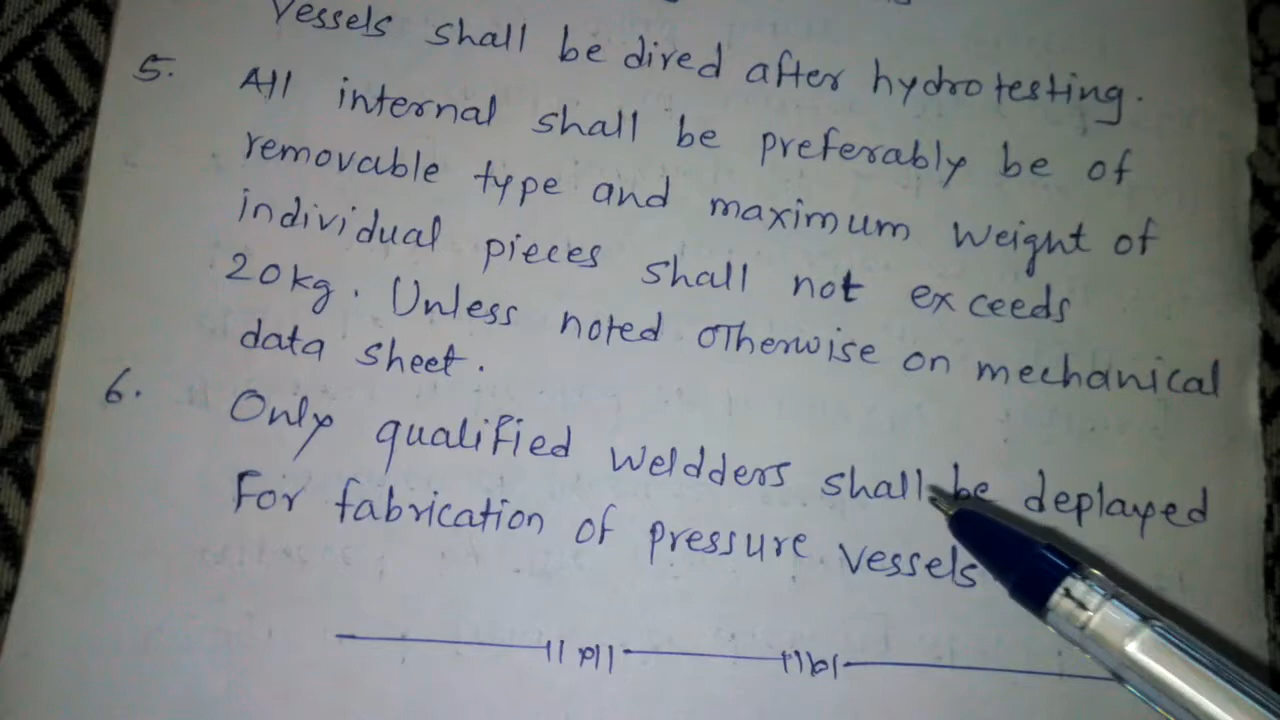 Vessels shall be dired after hydrotesting.
5. All internal shall be preferably be of
removable type and maximum weight of
individual pieces shall not exceeds
20kg. Unless noted otherwise on mechanical
data sheet.
6. Only qualified weldders shall be deplayed
For fabrication of pressure vessels